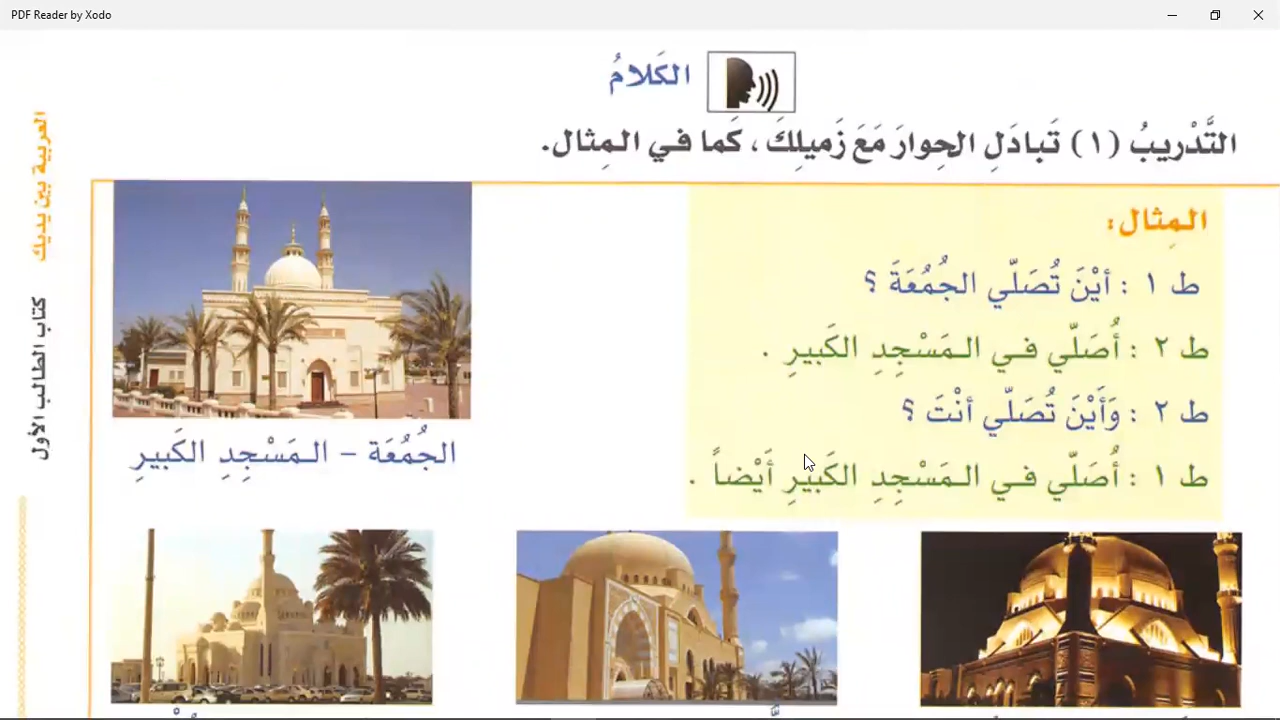 PDF Reader by Xodo
الكَلامُ
التَّدْريبُ (١) تَبادَلِ الحِوارَ مَعَ زَميلِكَ ، كَما في المِثال.
المِثال:
ط ١ : أيْنَ تُصَلّي الجُمُعَةَ ؟
ط ٢ : أُصَلّي في المَسْجِدِ الكَبيرِ .
ط ٢ : وَأَيْنَ تُصَلّي أنْتَ ؟
ط ١ : أُصَلّي في المَسْجِدِ الكَبيرِ أَيْضاً .
الجُمُعَة – المَسْجِدِ الكَبيرِ
العربية بين يديك
كتاب الطالب الأول